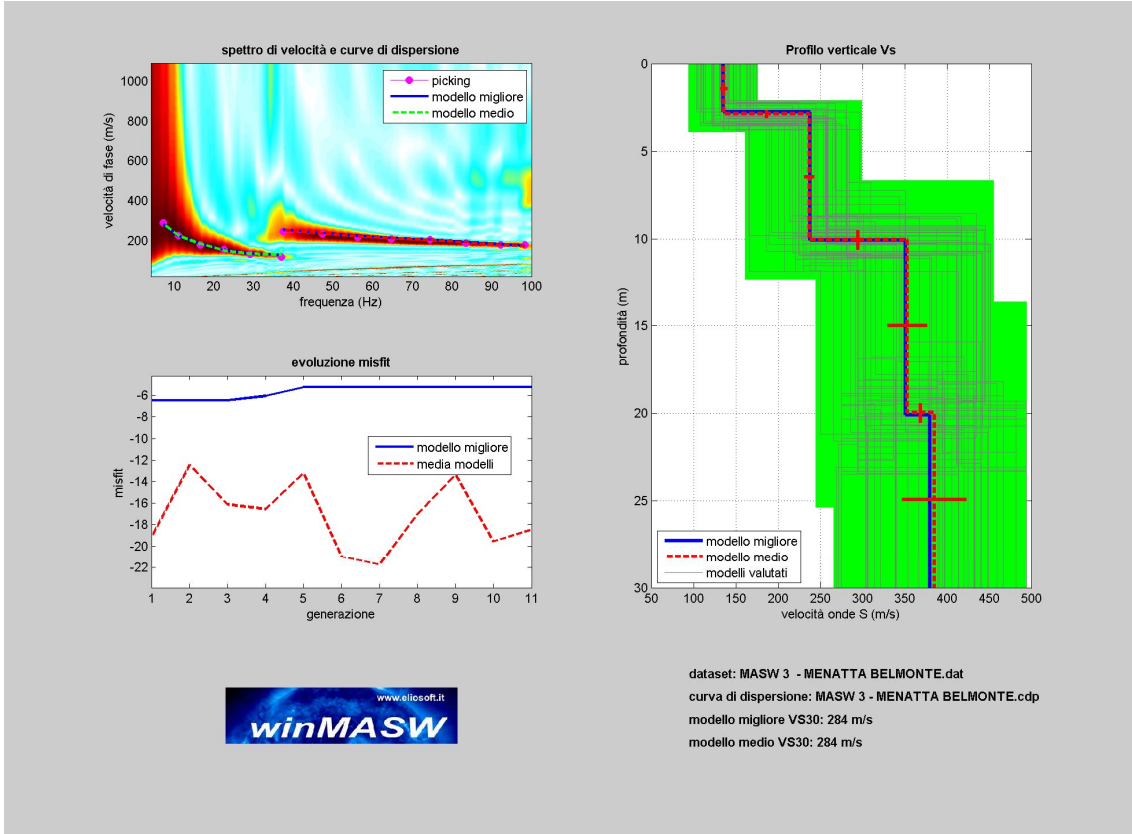 spettro di velocità e curve di dispersione
1000
800
600
400
200
velocità di fase (m/s)
picking
modello migliore
modello medio
10 20 30 40 50 60 70 80 90 100
frequenza (Hz)
evoluzione misfit
-6
-8
-10
-12
-14
-16
-18
-20
-22
misfit
modello migliore
media modelli
1 2 3 4 5 6 7 8 9 10 11
generazione
www.eliosoft.it
winMASW
Profilo verticale Vs
0
5
10
15
20
25
30
profondità (m)
modello migliore
modello medio
modelli valutati
50 100 150 200 250 300 350 400 450 500
velocità onde S (m/s)
dataset: MASW 3 - MENATTA BELMONTE.dat
curva di dispersione: MASW 3 - MENATTA BELMONTE.cdp
modello migliore VS30: 284 m/s
modello medio VS30: 284 m/s